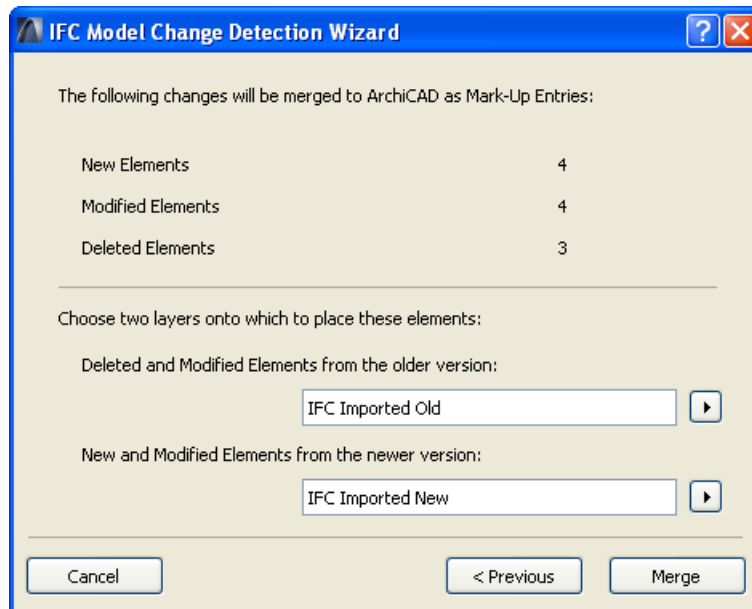 IFC Model Change Detection Wizard
The following changes will be merged to ArchiCAD as Mark-Up Entries:
New Elements 4
Modified Elements 4
Deleted Elements 3
Choose two layers onto which to place these elements:
Deleted and Modified Elements from the older version:
IFC Imported Old
New and Modified Elements from the newer version:
IFC Imported New
Cancel < Previous Merge